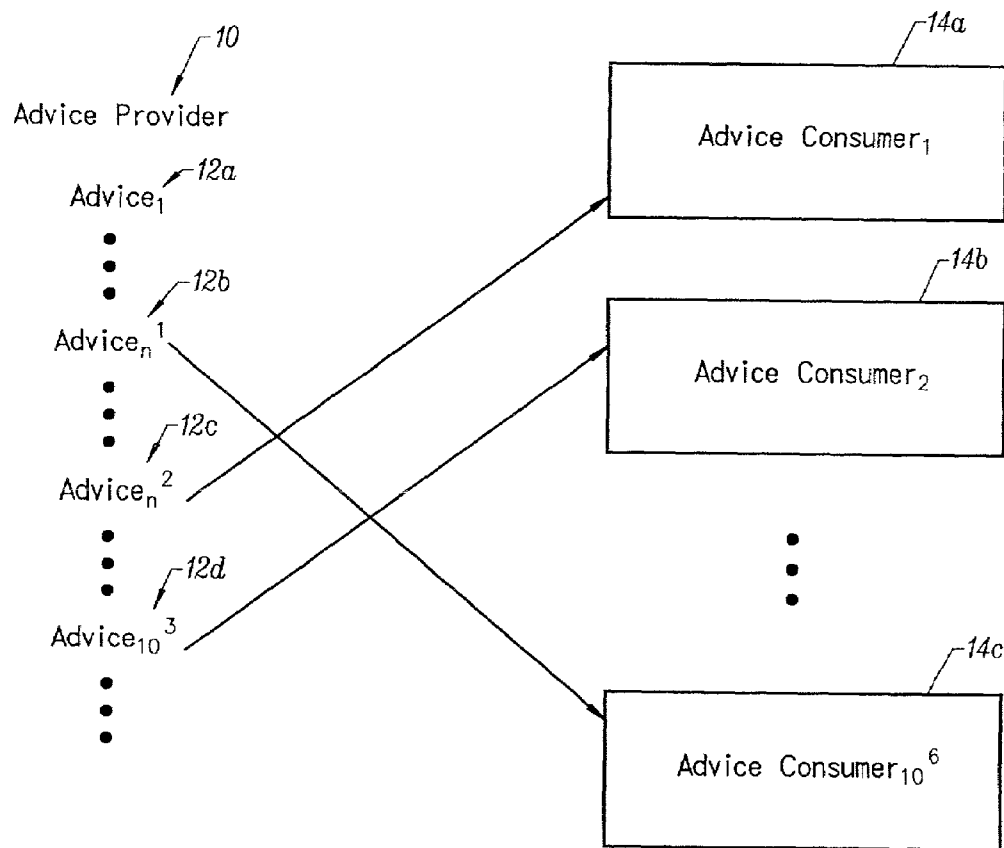 10
Advice Provider
12a
Advice₁
12b
Adviceₙ¹
12c
Adviceₙ²
12d
Advice₁₀³
14a
Advice Consumer₁
14b
Advice Consumer₂
14c
Advice Consumer₁₀⁶